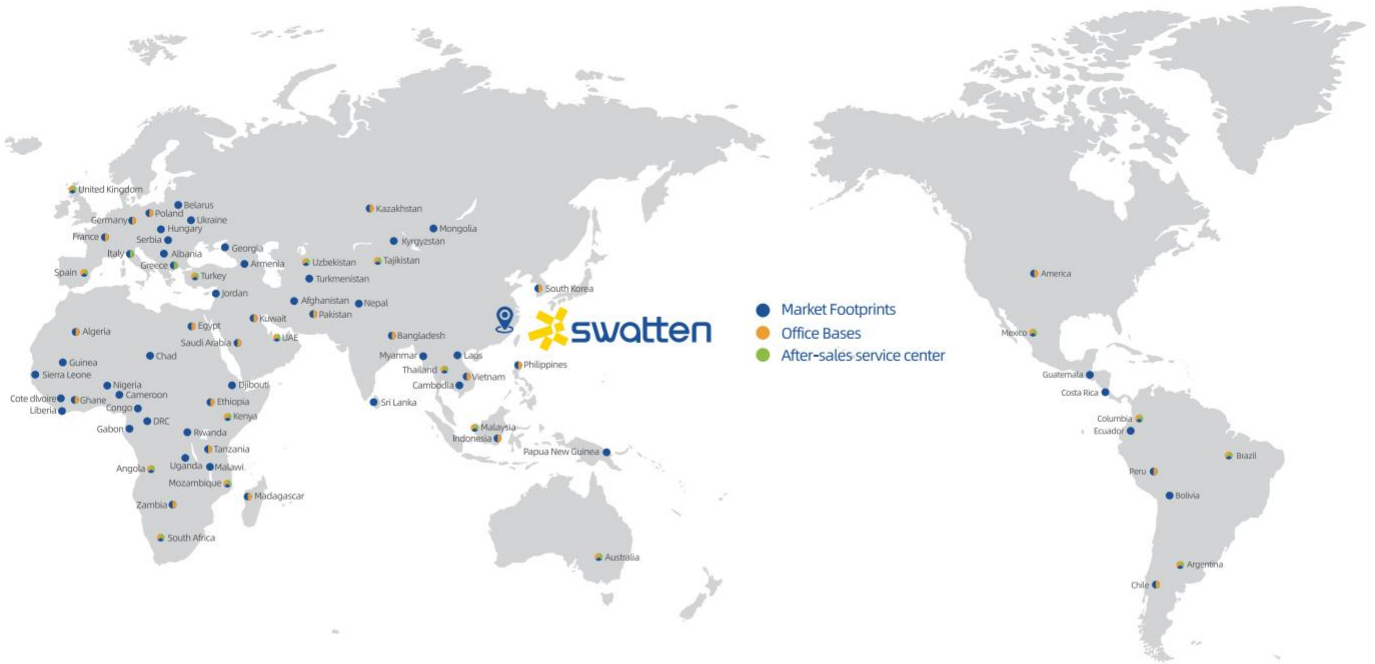 United Kingdom
Belarus
Poland
Germany
Ukraine
Hungary
France
Serbia
Italy
Albania
Georgia
Greece
Armenia
Spain
Turkey
Jordan
Kazakhstan
Mongolia
Kyrgyzstan
Uzbekistan
Tajikistan
Turkmenistan
Afghanistan
Nepal
Pakistan
South Korea
Kuwait
Egypt
Algeria
Saudi Arabia
UAE
Bangladesh
swatten
Guinea
Chad
Myanmar
Laos
Sierra Leone
Thailand
Philippines
Nigeria
Djibouti
Vietnam
Cambodia
Cameroon
Cote dlvoire
Ghane
Ethiopia
Sri Lanka
Congo
Liberia
Kenya
DRC
Gabon
Rwanda
Malaysia
Indonesia
Tanzania
Papua New Guinea
Uganda
Malawi
Angola
Mozambique
Madagascar
Zambia
South Africa
Australia
Market Footprints
Office Bases
After-sales service center
America
Mexico
Guatemala
Costa Rica
Columbia
Ecuador
Brazil
Peru
Bolivia
Argentina
Chile